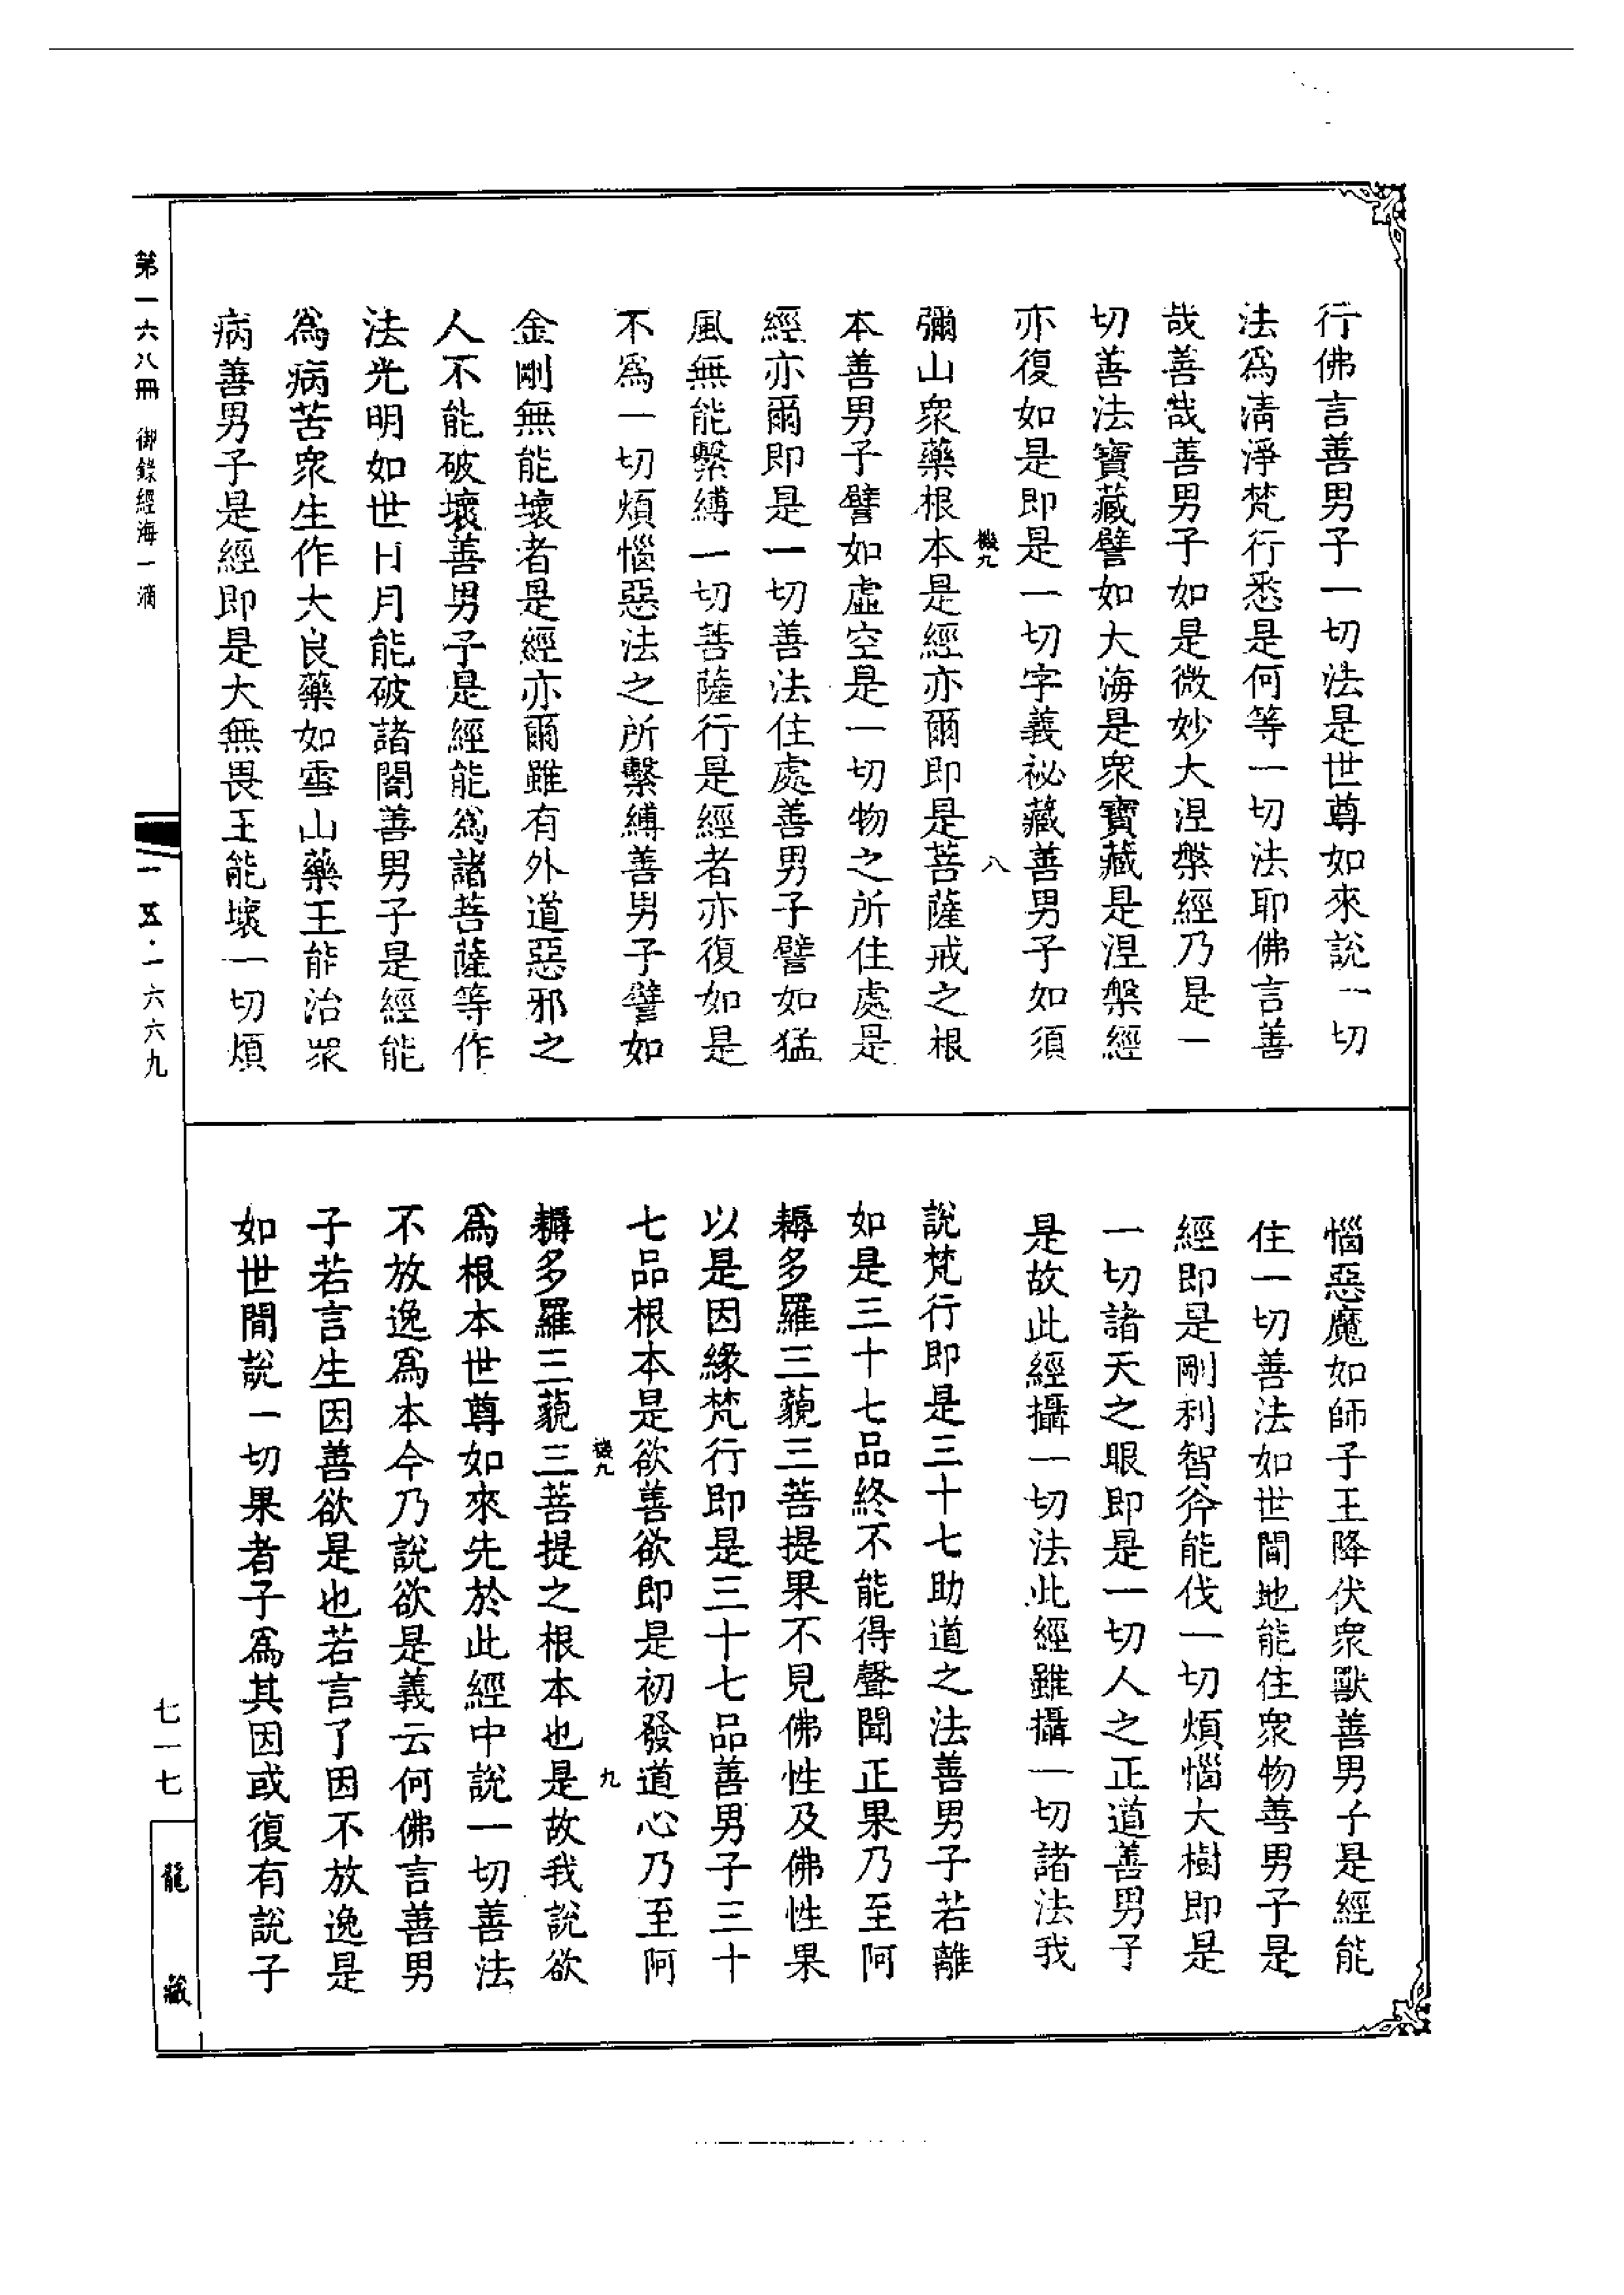 行佛言善男子一切法是世尊如來說一切
法爲清淨梵行悉是何等一切法耶佛言善
哉善哉善男子如是微妙大涅槃經乃是一
切善法寶藏譬如大海是衆寶藏是涅槃經
亦復如是即是一切字義祕藏善男子如須
機九 八
彌山衆藥根本是經亦爾即是菩薩戒之根
本善男子譬如虛空是一切物之所住處是
經亦爾即是一切善法住處善男子譬如猛
風無能繫縛一切菩薩行是經者亦復如是
不爲一切煩惱惡法之所繫縛善男子譬如
金剛無能壞者是經亦爾雖有外道惡邪之
人不能破壞善男子是經能爲諸菩薩等作
法光明如世日月能破諸闇善男子是經能
爲病苦衆生作大良藥如雪山藥王能治衆
病善男子是經即是大無畏王能壞一切煩
惱惡魔如師子王降伏衆獸善男子是經能
住一切善法如世間地能住衆物善男子是
經即是剛利智斧能伐一切煩惱大樹即是
一切諸天之眼即是一切人之正道善男子
是故此經攝一切法此經雖攝一切諸法我
說梵行即是三十七助道之法善男子若離
如是三十七品終不能得聲聞正果乃至阿
耨多羅三藐三菩提果不見佛性及佛性果
以是因緣梵行即是三十七品善男子三十
七品根本是欲善欲即是初發道心乃至阿
機九 九
耨多羅三藐三菩提之根本也是故我說欲
爲根本世尊如來先於此經中說一切善法
不放逸爲本今乃說欲是義云何佛言善男
子若言生因善欲是也若言了因不放逸是
如世間說一切果者子爲其因或復有說子
第一六八冊 御錄經海一滴 一五·一六六九 七一七 龍藏